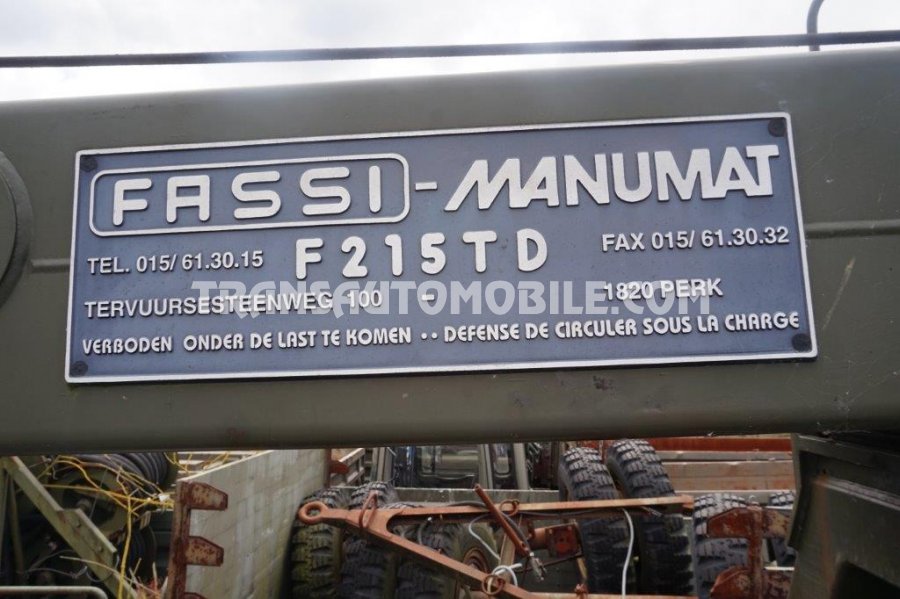 FASSI-MANUMAT
TEL. 015/ 61.30.15 F215TD FAX 015/ 61.30.32
TERVUURSESTEENWEG 100 - 1820 PERK
TRANSAUTOMOBILE.COM
VERBODEN ONDER DE LAST TE KOMEN •• DEFENSE DE CIRCULER SOUS LA CHARGE